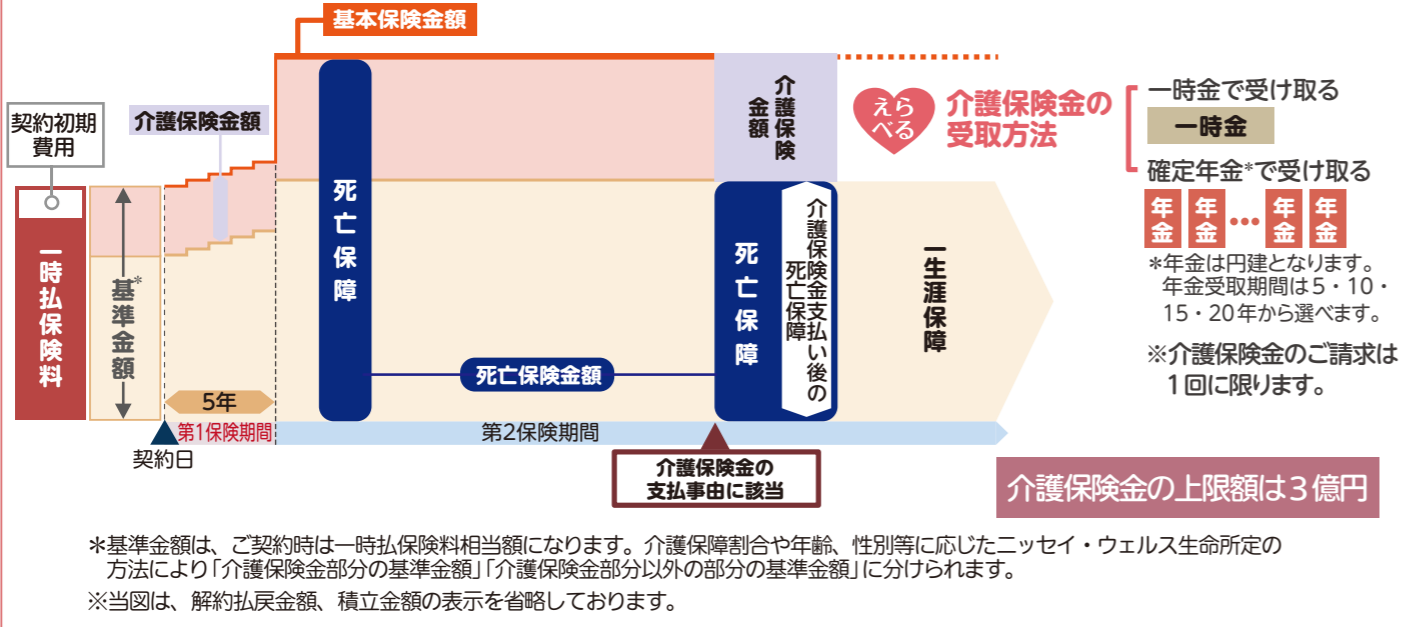 基本保険金額
契約初期
費用
介護保険金額
一時払保険料
基準金額*
5年
第1保険期間
契約日
死亡保障
死亡保険金額
第2保険期間
介護保険
金額
死亡保障
介護保険金支払い後の
死亡保障
介護保険金の
支払事由に該当
一生涯保障
えら
べる
介護保険金の
受取方法
一時金で受け取る
一時金
確定年金*で受け取る
年金 年金 ••• 年金 年金
*年金は円建となります。
年金受取期間は5・10・
15・20年から選べます。
※介護保険金のご請求は
1回に限ります。
介護保険金の上限額は3億円
*基準金額は、ご契約時は一時払保険料相当額になります。介護保障割合や年齢、性別等に応じたニッセイ・ウェルス生命所定の
方法により「介護保険金部分の基準金額」「介護保険金部分以外の部分の基準金額」に分けられます。
※当図は、解約払戻金額、積立金額の表示を省略しております。